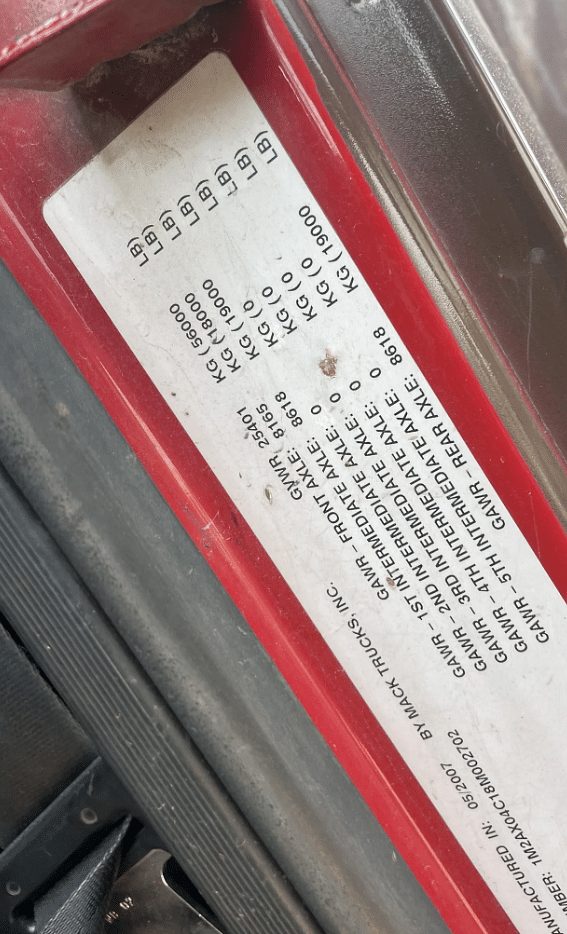 ANUFACTURED IN: 05/2007 BY MACK TRUCKS, INC.
MBER: 1M2AX04C18M002702
GVWR: 25401 KG (56000 LB)
GAWR - FRONT AXLE: 8165 KG (18000 LB)
GAWR - 1ST INTERMEDIATE AXLE: 8618 KG (19000 LB)
GAWR - 2ND INTERMEDIATE AXLE: 0 KG ( 0 LB)
GAWR - 3RD INTERMEDIATE AXLE: 0 KG ( 0 LB)
GAWR - 4TH INTERMEDIATE AXLE: 0 KG ( 0 LB)
GAWR - 5TH INTERMEDIATE AXLE: 0 KG ( 0 LB)
GAWR - REAR AXLE: 8618 KG (19000 LB)